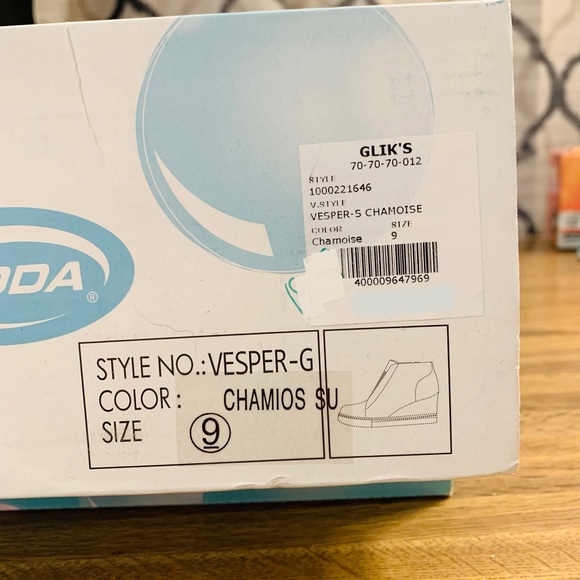 GLIK'S
70-70-70-012
STYLE
1000221646
V.STYLE
VESPER-S CHAMOISE
COLOR SIZE
Chamoise 9
400009647969
ODA®
STYLE NO.:VESPER-G
COLOR: CHAMIOS SU
SIZE 9